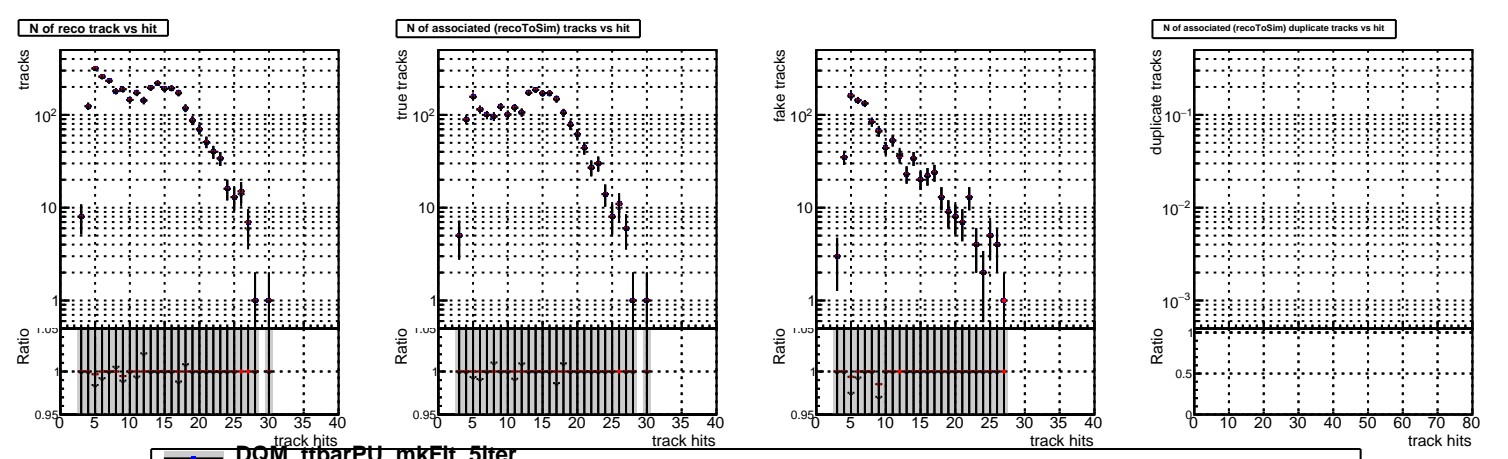 N of reco track vs hit
N of associated (recoToSim) tracks vs hit
N of associated (recoToSim) duplicate tracks vs hit
tracks
10²
10
1
Ratio
1.05
1
0.95
0 5 10 15 20 25 30 35 40
track hits
true tracks
10²
10
1
Ratio
1.05
1
0.95
0 5 10 15 20 25 30 35 40
track hits
fake tracks
10²
10
1
Ratio
1.05
1
0.95
0 5 10 15 20 25 30 35 40
track hits
duplicate tracks
10⁻¹
10⁻²
10⁻³
Ratio
1
0.5
0
0 10 20 30 40 50 60 70 80
track hits
DQM_ttbarPU_mkFit_5iter